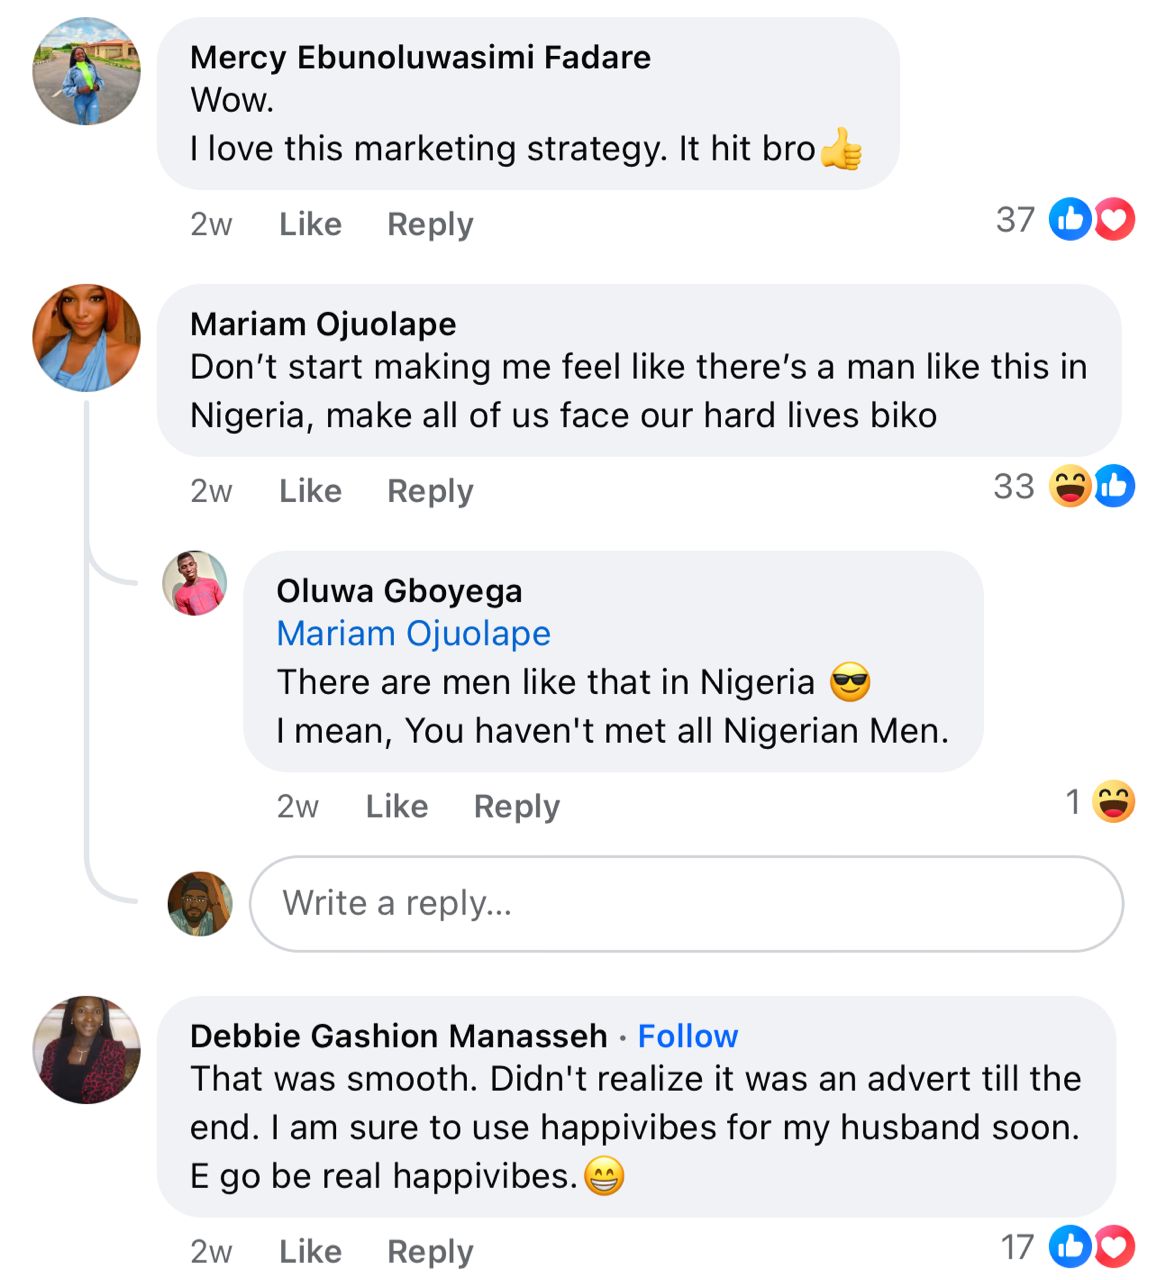 Mercy Ebunoluwasimi Fadare
Wow.
I love this marketing strategy. It hit bro👍
2w Like Reply 37
Mariam Ojuolape
Don’t start making me feel like there’s a man like this in
Nigeria, make all of us face our hard lives biko
2w Like Reply 33
Oluwa Gboyega
Mariam Ojuolape
There are men like that in Nigeria 😎
I mean, You haven't met all Nigerian Men.
2w Like Reply 1
Write a reply...
Debbie Gashion Manasseh · Follow
That was smooth. Didn't realize it was an advert till the
end. I am sure to use happivibes for my husband soon.
E go be real happivibes.😁
2w Like Reply 17